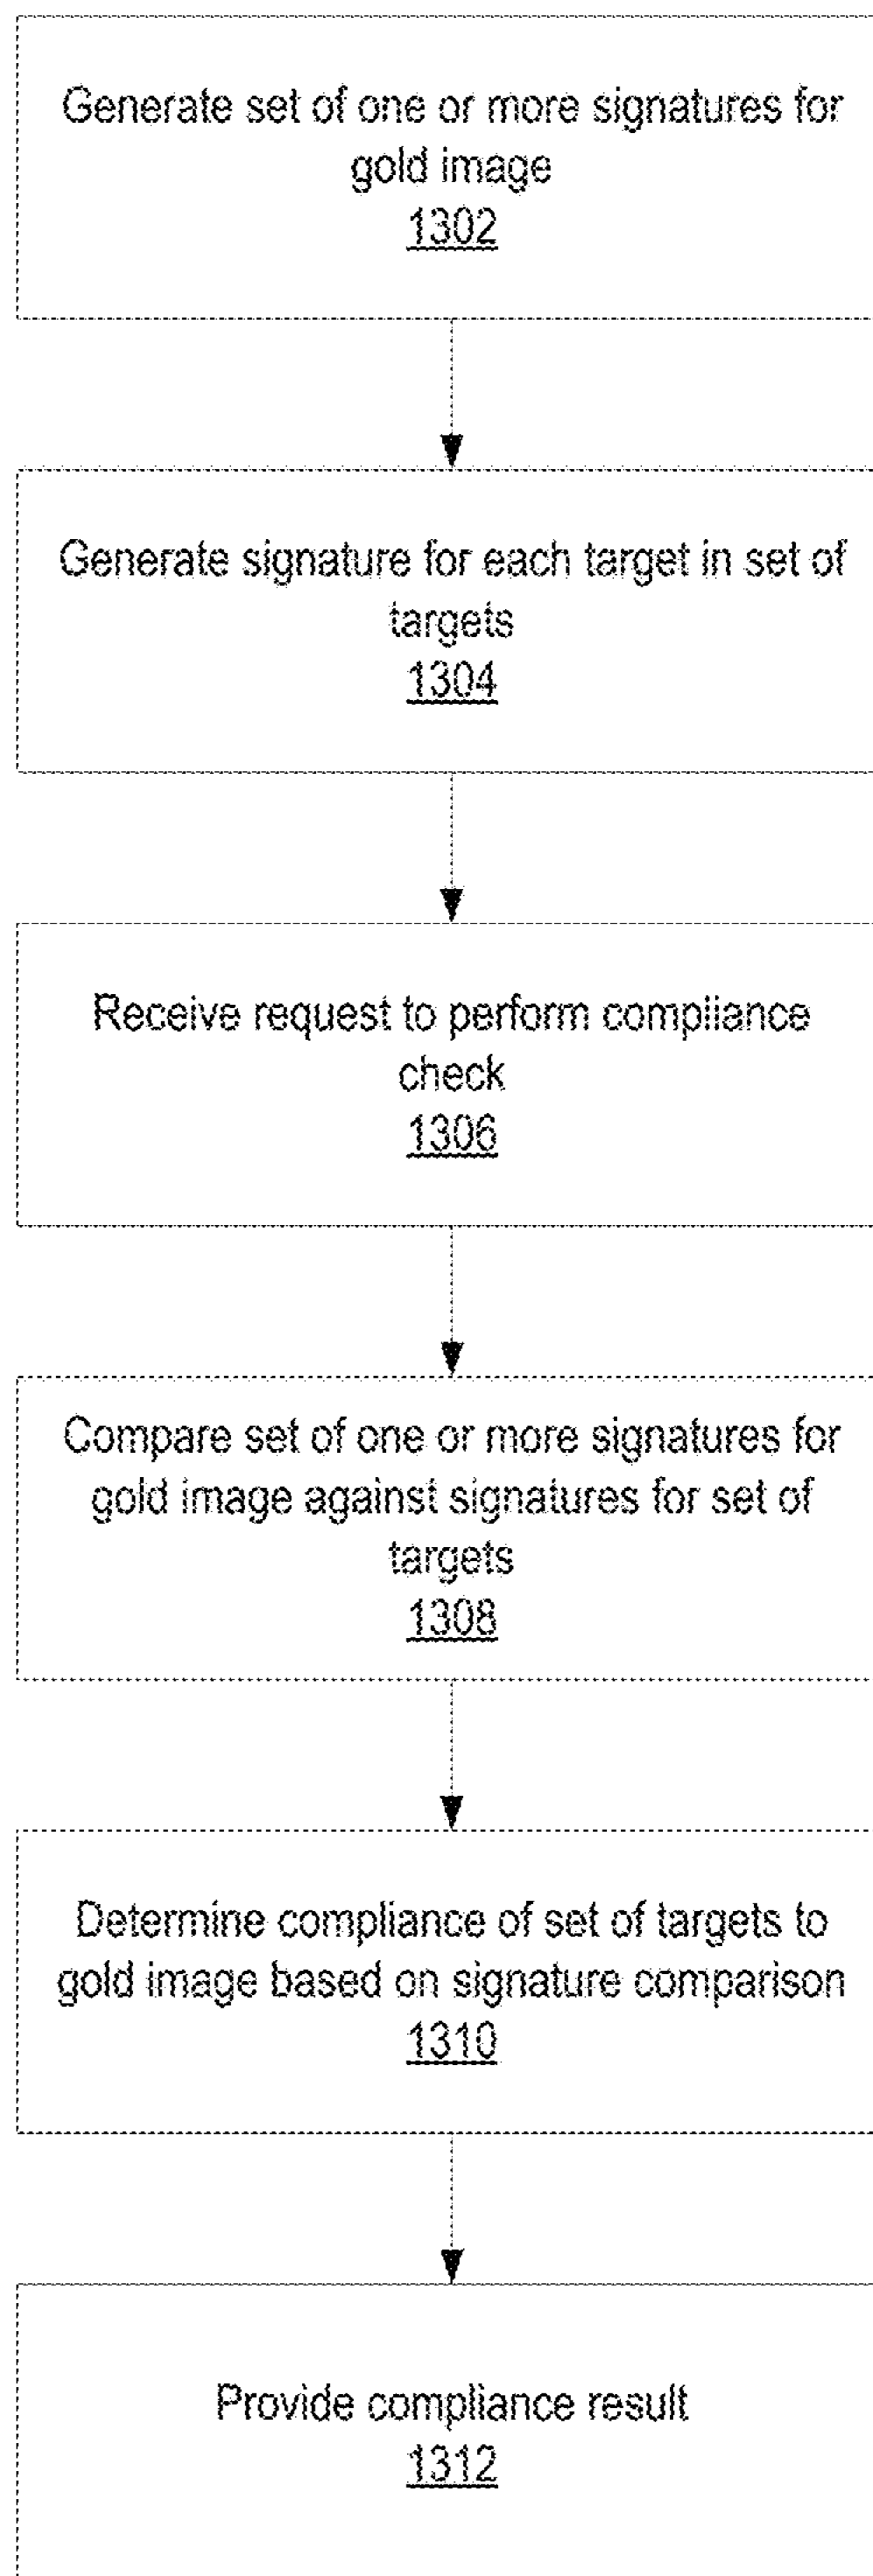 Generate set of one or more signatures for
gold image
1302
Generate signature for each target in set of
targets
1304
Receive request to perform compliance
check
1306
Compare set of one or more signatures for
gold image against signatures for set of
targets
1308
Determine compliance of set of targets to
gold image based on signature comparison
1310
Provide compliance result
1312